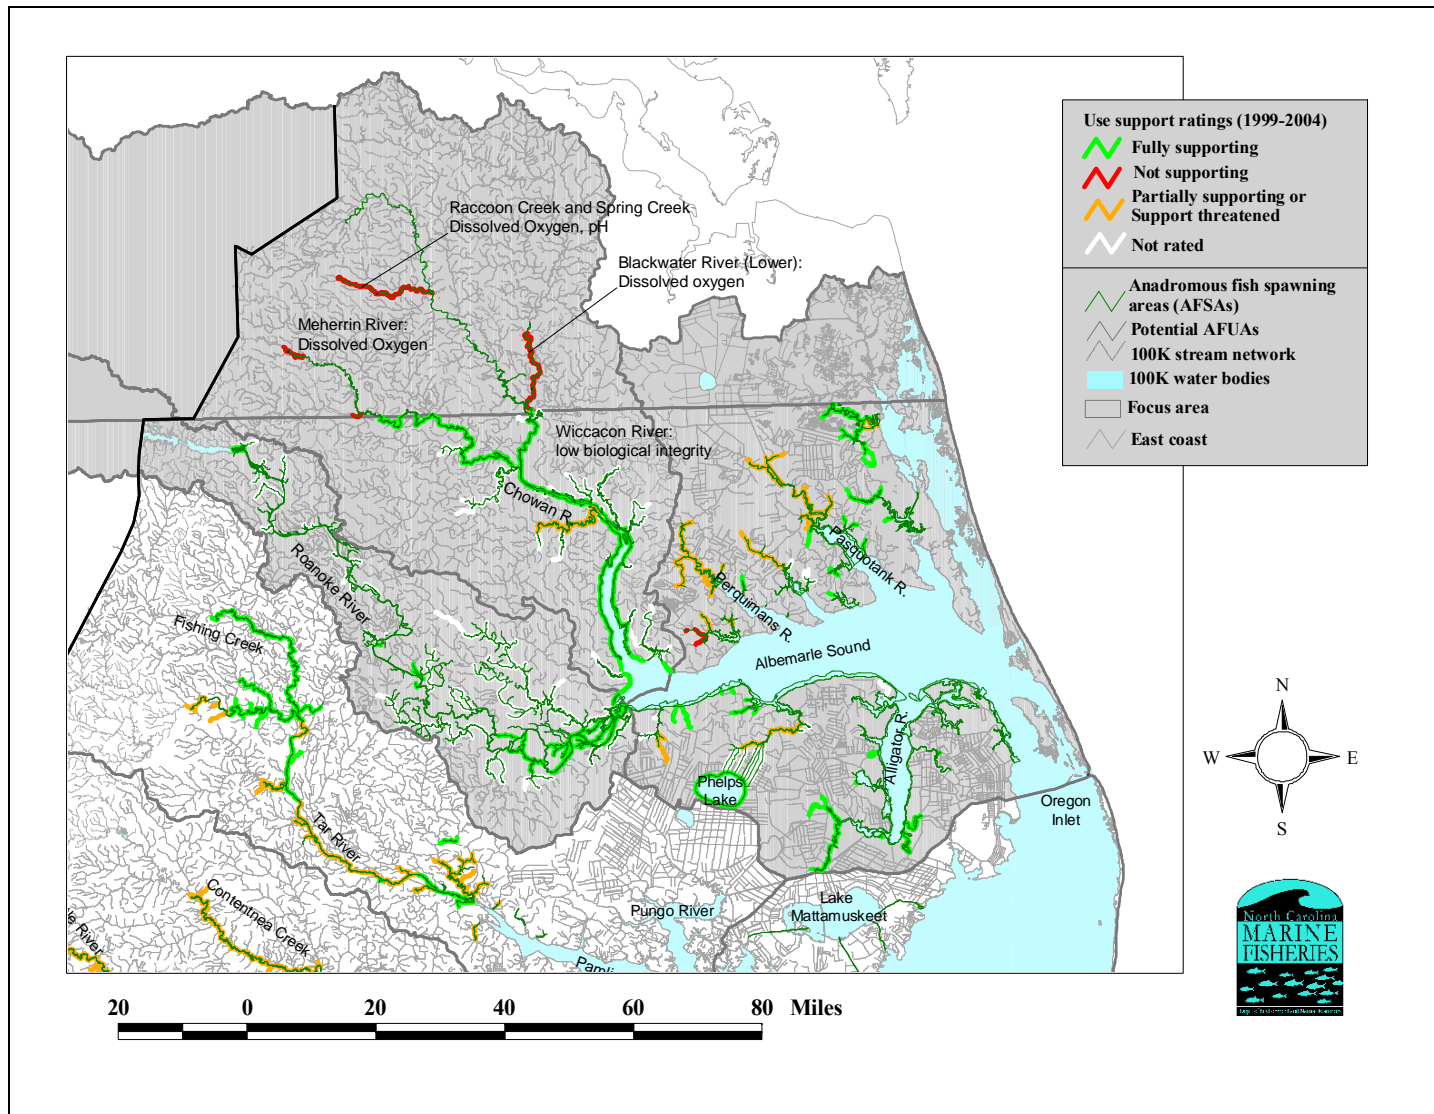 Use support ratings (1999-2004)
Fully supporting
Not supporting
Partially supporting or
Support threatened
Not rated
Anadromous fish spawning
areas (AFSAs)
Potential AFUAs
100K stream network
100K water bodies
Focus area
East coast
Raccoon Creek and Spring Creek
Dissolved Oxygen, pH
Blackwater River (Lower):
Dissolved oxygen
Meherrin River:
Dissolved Oxygen
Wiccacon River:
low biological integrity
Chowan R.
Roanoke River
Pasquotank R.
Perquimans R.
Fishing Creek
Albemarle Sound
Alligator R.
Phelps
Lake
Oregon
Inlet
Tar River
Contentnea Creek
Lake
Mattamuskeet
Pungo River
River
Pamli
N
W
E
S
20 0 20 40 60 80 Miles
North Carolina
MARINE
FISHERIES